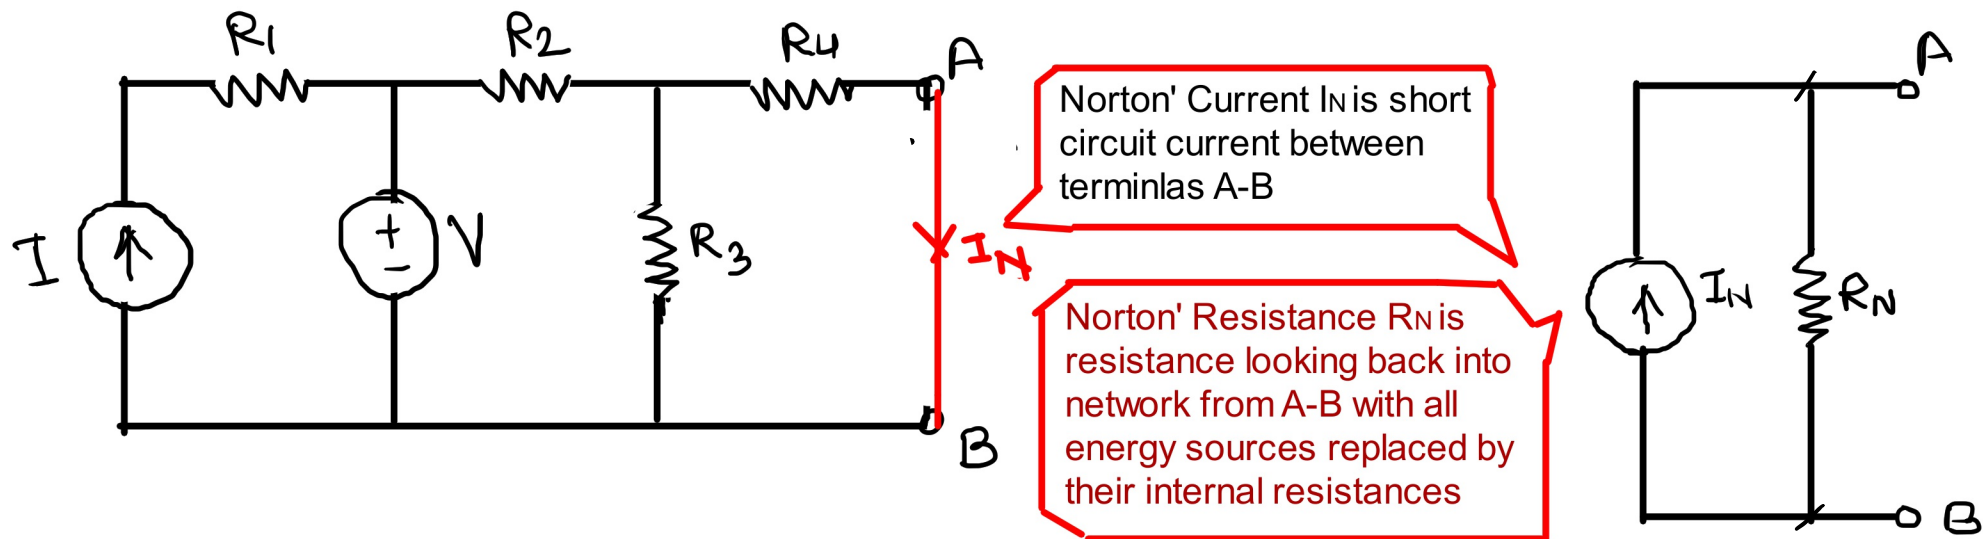 R1
R2
R4
A
I
+
-
V
R3
IN
B
Norton' Current IN is short
circuit current between
terminlas A-B
Norton' Resistance RN is
resistance looking back into
network from A-B with all
energy sources replaced by
their internal resistances
A
IN
RN
B